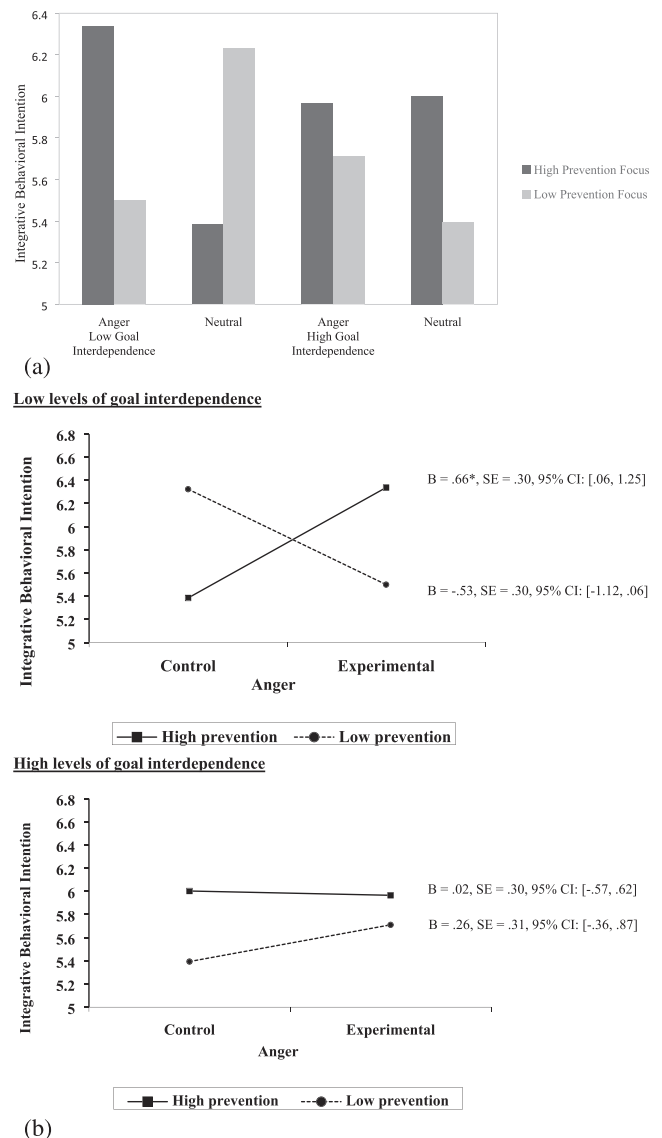 6.4
6.2
6
5.8
5.6
5.4
5.2
5
Integrative Behavioral Intention
High Prevention Focus
Low Prevention Focus
Anger
Low Goal
Interdependence
Neutral
Anger
High Goal
Interdependence
Neutral
(a)
Low levels of goal interdependence
6.8
6.6
6.4
6.2
6
5.8
5.6
5.4
5.2
5
Integrative Behavioral Intention
B = .66*, SE = .30, 95% CI: [.06, 1.25]
B = -.53, SE = .30, 95% CI: [-1.12, .06]
Control
Experimental
Anger
High prevention
Low prevention
High levels of goal interdependence
6.8
6.6
6.4
6.2
6
5.8
5.6
5.4
5.2
5
Integrative Behavioral Intention
B = .02, SE = .30, 95% CI: [-.57, .62]
B = .26, SE = .31, 95% CI: [-.36, .87]
Control
Experimental
Anger
High prevention
Low prevention
(b)